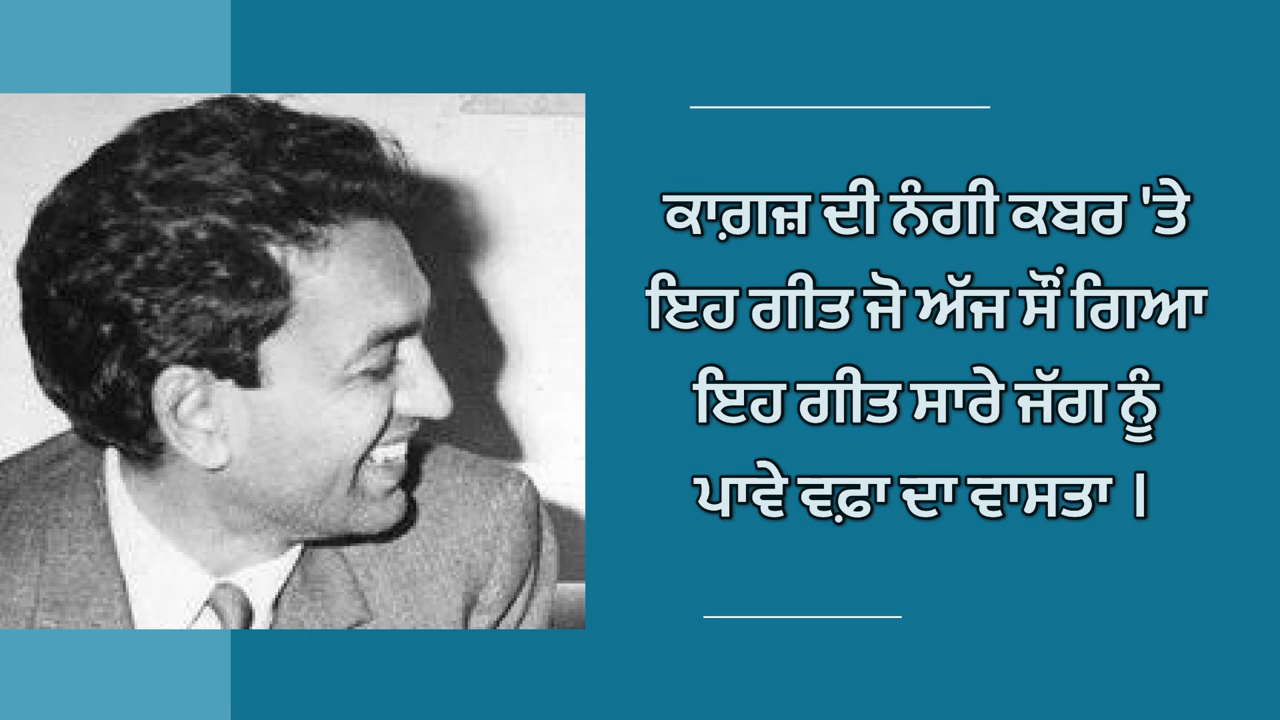 ਕਾਗ਼ਜ਼ ਦੀ ਨੰਗੀ ਕਬਰ 'ਤੇ
ਇਹ ਗੀਤ ਜੋ ਅੱਜ ਸੌਂ ਗਿਆ
ਇਹ ਗੀਤ ਸਾਰੇ ਜੱਗ ਨੂੰ
ਪਾਵੇ ਵਫ਼ਾ ਦਾ ਵਾਸਤਾ ।